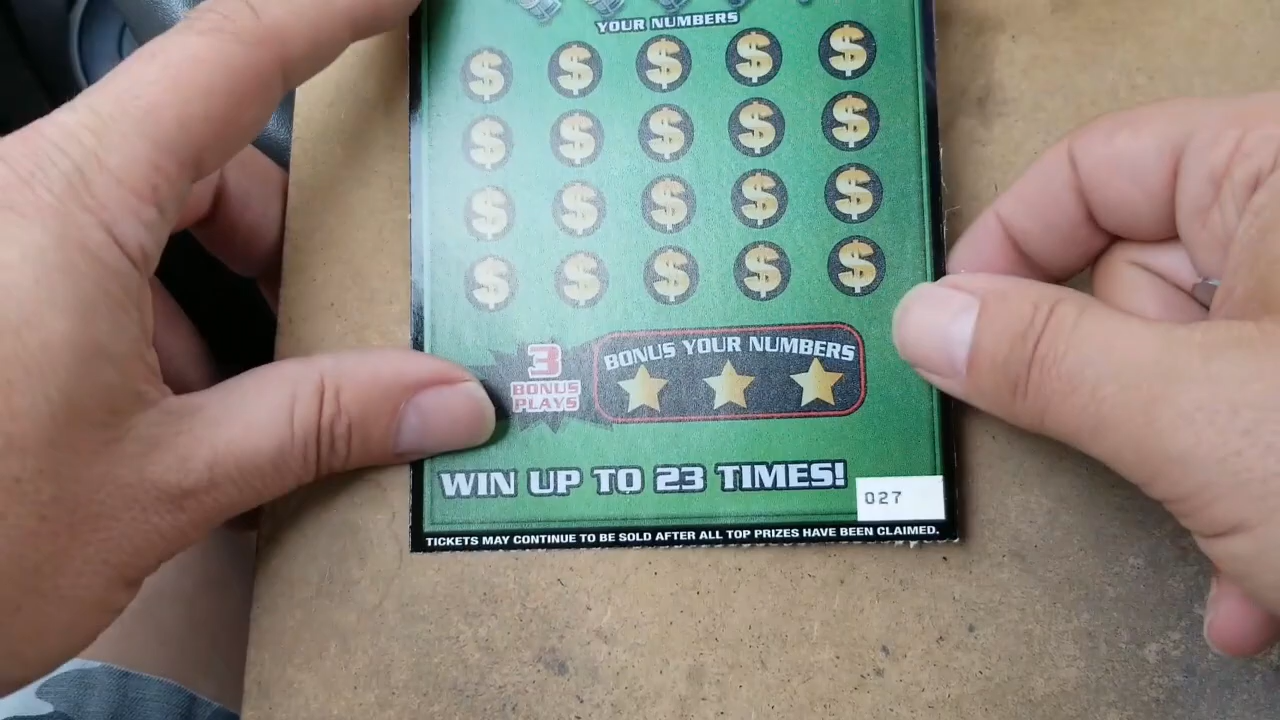 YOUR NUMBERS
3
BONUS
PLAYS
BONUS YOUR NUMBERS
WIN UP TO 23 TIMES!
027
TICKETS MAY CONTINUE TO BE SOLD AFTER ALL TOP PRIZES HAVE BEEN CLAIMED.